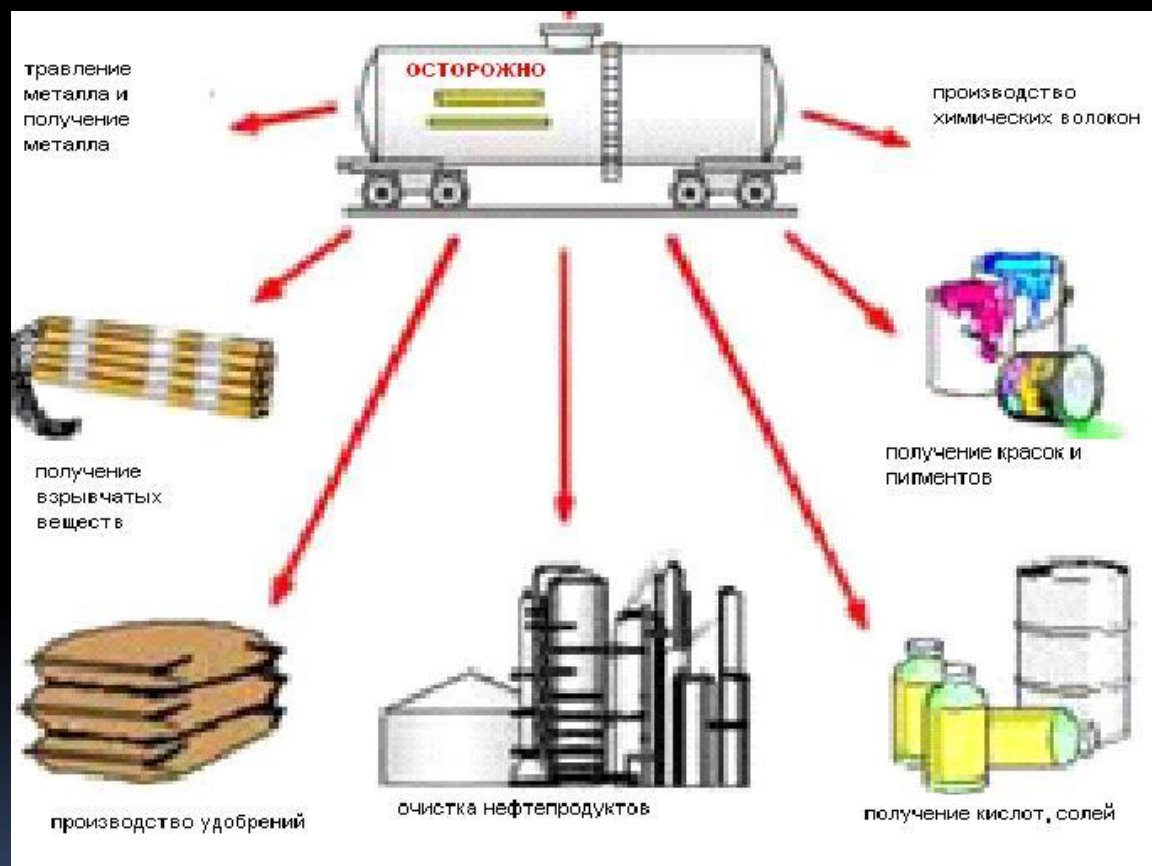 травление
металла и
получение
металла
ОСТОРОЖНО
производство
химических волокон
получение
взрывчатых
веществ
получение красок и
пигментов
производство удобрений
очистка нефтепродуктов
получение кислот, солей